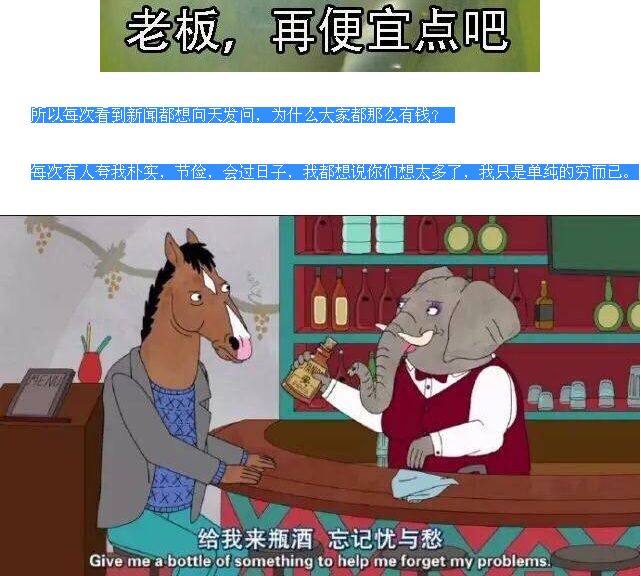 老板，再便宜点吧
所以每次看到新闻都想向天发问，为什么大家都那么有钱？
每次有人夸我朴实，节俭，会过日子，我都想说你们想太多了，我只是单纯的穷而已。
MENU
给我来瓶酒 忘记忧与愁
Give me a bottle of something to help me forget my problems.